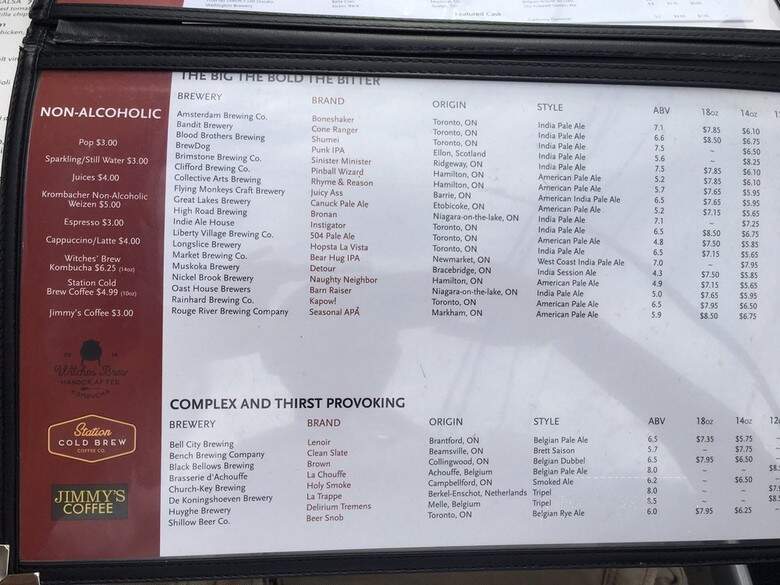 NON-ALCOHOLIC
Pop $3.00
Sparkling/Still Water $3.00
Juices $4.00
Krombacher Non-Alcoholic
Weizen $5.00
Espresso $3.00
Cappuccino/Latte $4.00
Witches' Brew
Kombucha $6.25 (14oz)
Station Cold
Brew Coffee $4.99 (10oz)
Jimmy's Coffee $3.00
Witches Brew
HANDCRAFTED
KOMBUCHA
Station
COLD BREW
COFFEE CO.
JIMMY'S
COFFEE
THE BIG THE BOLD THE BITTER
BREWERY BRAND ORIGIN STYLE ABV 18oz 14oz
Amsterdam Brewing Co. Boneshaker Toronto, ON India Pale Ale 7.1 $7.85 $6.10
Bandit Brewery Cone Ranger Toronto, ON India Pale Ale 6.6 $8.50 $6.75
Blood Brothers Brewing Shumei Toronto, ON India Pale Ale 7.5 – $6.50
BrewDog Punk IPA Ellon, Scotland India Pale Ale 5.6 – $8.25
Brimstone Brewing Co. Sinister Minister Ridgeway, ON India Pale Ale 7.5 $7.85 $6.10
Clifford Brewing Co. Pinball Wizard Hamilton, ON American Pale Ale 5.2 $7.85 $6.10
Collective Arts Brewing Rhyme & Reason Hamilton, ON American Pale Ale 5.7 $7.65 $5.95
Flying Monkeys Craft Brewery Juicy Ass Barrie, ON American India Pale Ale 6.5 $7.65 $5.95
Great Lakes Brewery Canuck Pale Ale Etobicoke, ON American Pale Ale 5.2 $7.15 $5.65
High Road Brewing Bronan Niagara-on-the-lake, ON India Pale Ale 7.1 – $7.25
Indie Ale House Instigator Toronto, ON India Pale Ale 6.5 $8.50 $6.75
Liberty Village Brewing Co. 504 Pale Ale Toronto, ON American Pale Ale 4.8 $7.50 $5.85
Longslice Brewery Hopsta La Vista Toronto, ON India Pale Ale 6.5 $7.15 $5.65
Market Brewing Co. Bear Hug IPA Newmarket, ON West Coast India Pale Ale 7.0 – $7.95
Muskoka Brewery Detour Bracebridge, ON India Session Ale 4.3 $7.50 $5.85
Nickel Brook Brewery Naughty Neighbor Hamilton, ON American Pale Ale 4.9 $7.15 $5.65
Oast House Brewers Barn Raiser Niagara-on-the-lake, ON India Pale Ale 5.0 $7.65 $5.95
Rainhard Brewing Co. Kapow! Toronto, ON American Pale Ale 6.5 $7.95 $6.50
Rouge River Brewing Company Seasonal APA Markham, ON American Pale Ale 5.9 $8.50 $6.75
COMPLEX AND THIRST PROVOKING
BREWERY BRAND ORIGIN STYLE ABV 18oz 14oz
Bell City Brewing Lenoir Brantford, ON Belgian Pale Ale 6.5 $7.35 $5.75
Bench Brewing Company Clean Slate Beamsville, ON Brett Saison 5.7 – $7.75
Black Bellows Brewing Brown Collingwood, ON Belgian Dubbel 6.5 $7.95 $6.50
Brasserie d'Achouffe La Chouffe Achouffe, Belgium Belgian Pale Ale 8.0 – –
Church-Key Brewing Holy Smoke Campbellford, ON Smoked Ale 6.2 – $6.50
De Koningshoeven Brewery La Trappe Berkel-Enschot, Netherlands Tripel 8.0 – –
Huyghe Brewery Delirium Tremens Melle, Belgium Tripel 8.5 – –
Shillow Beer Co. Beer Snob Toronto, ON Belgian Rye Ale 6.0 $7.95 $6.25